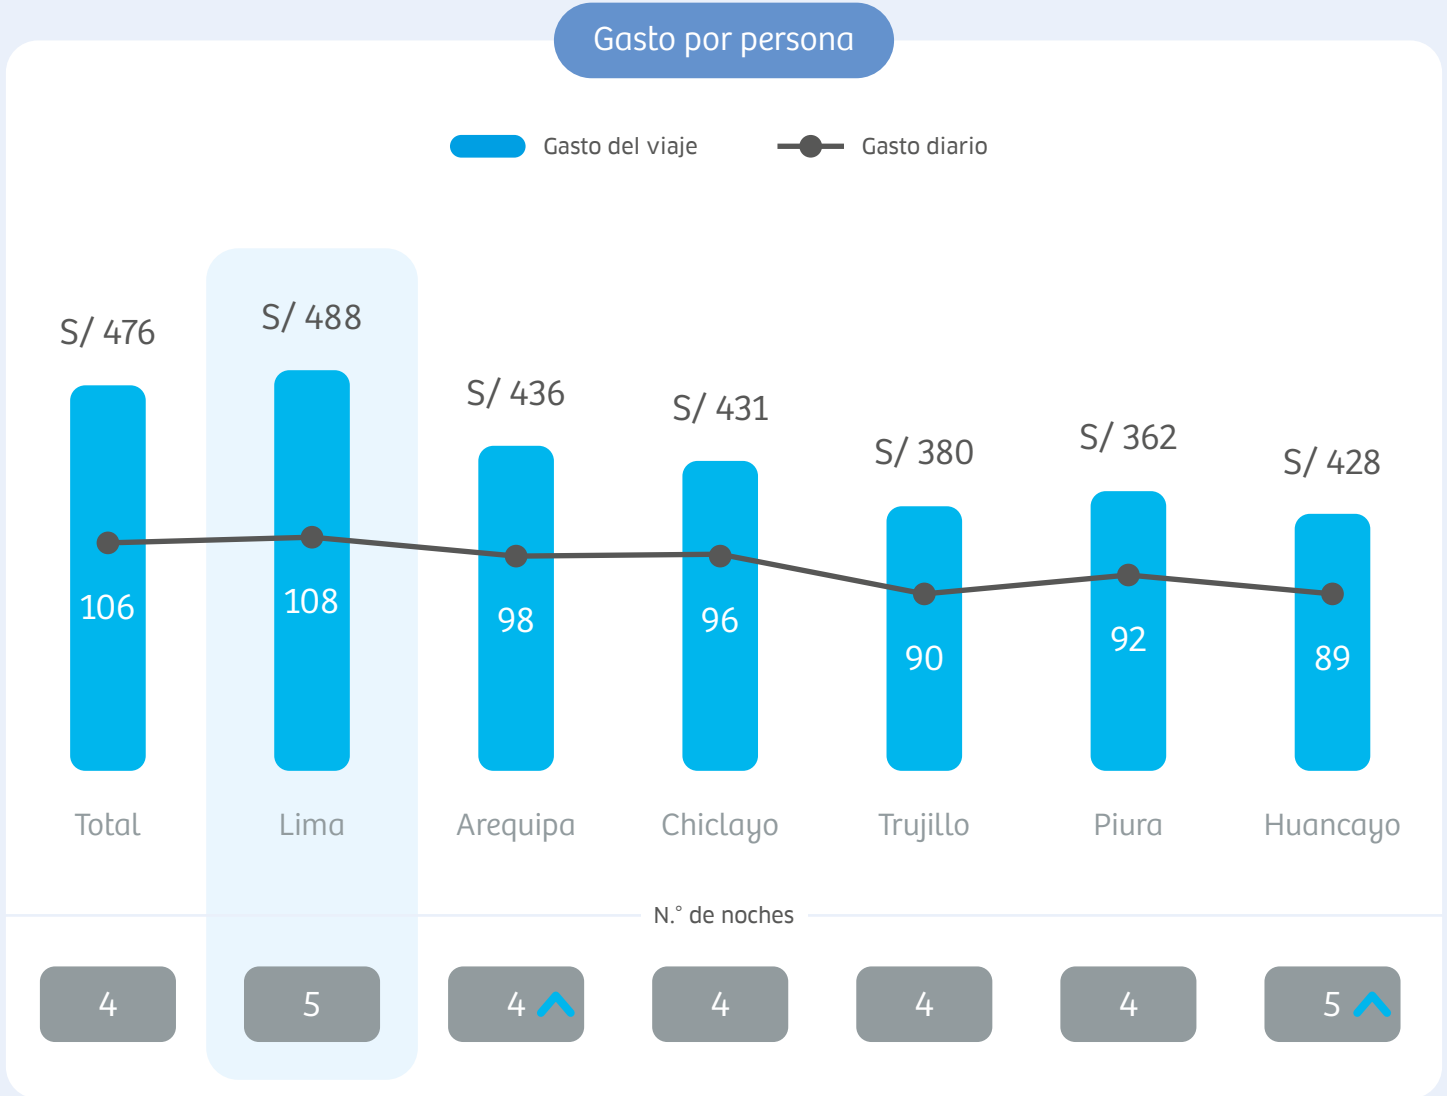 Gasto por persona
Gasto del viaje
Gasto diario
S/ 476
S/ 488
S/ 436
S/ 431
S/ 380
S/ 362
S/ 428
106
108
98
96
90
92
89
Total
Lima
Arequipa
Chiclayo
Trujillo
Piura
Huancayo
N.° de noches
4
5
4
4
4
4
5